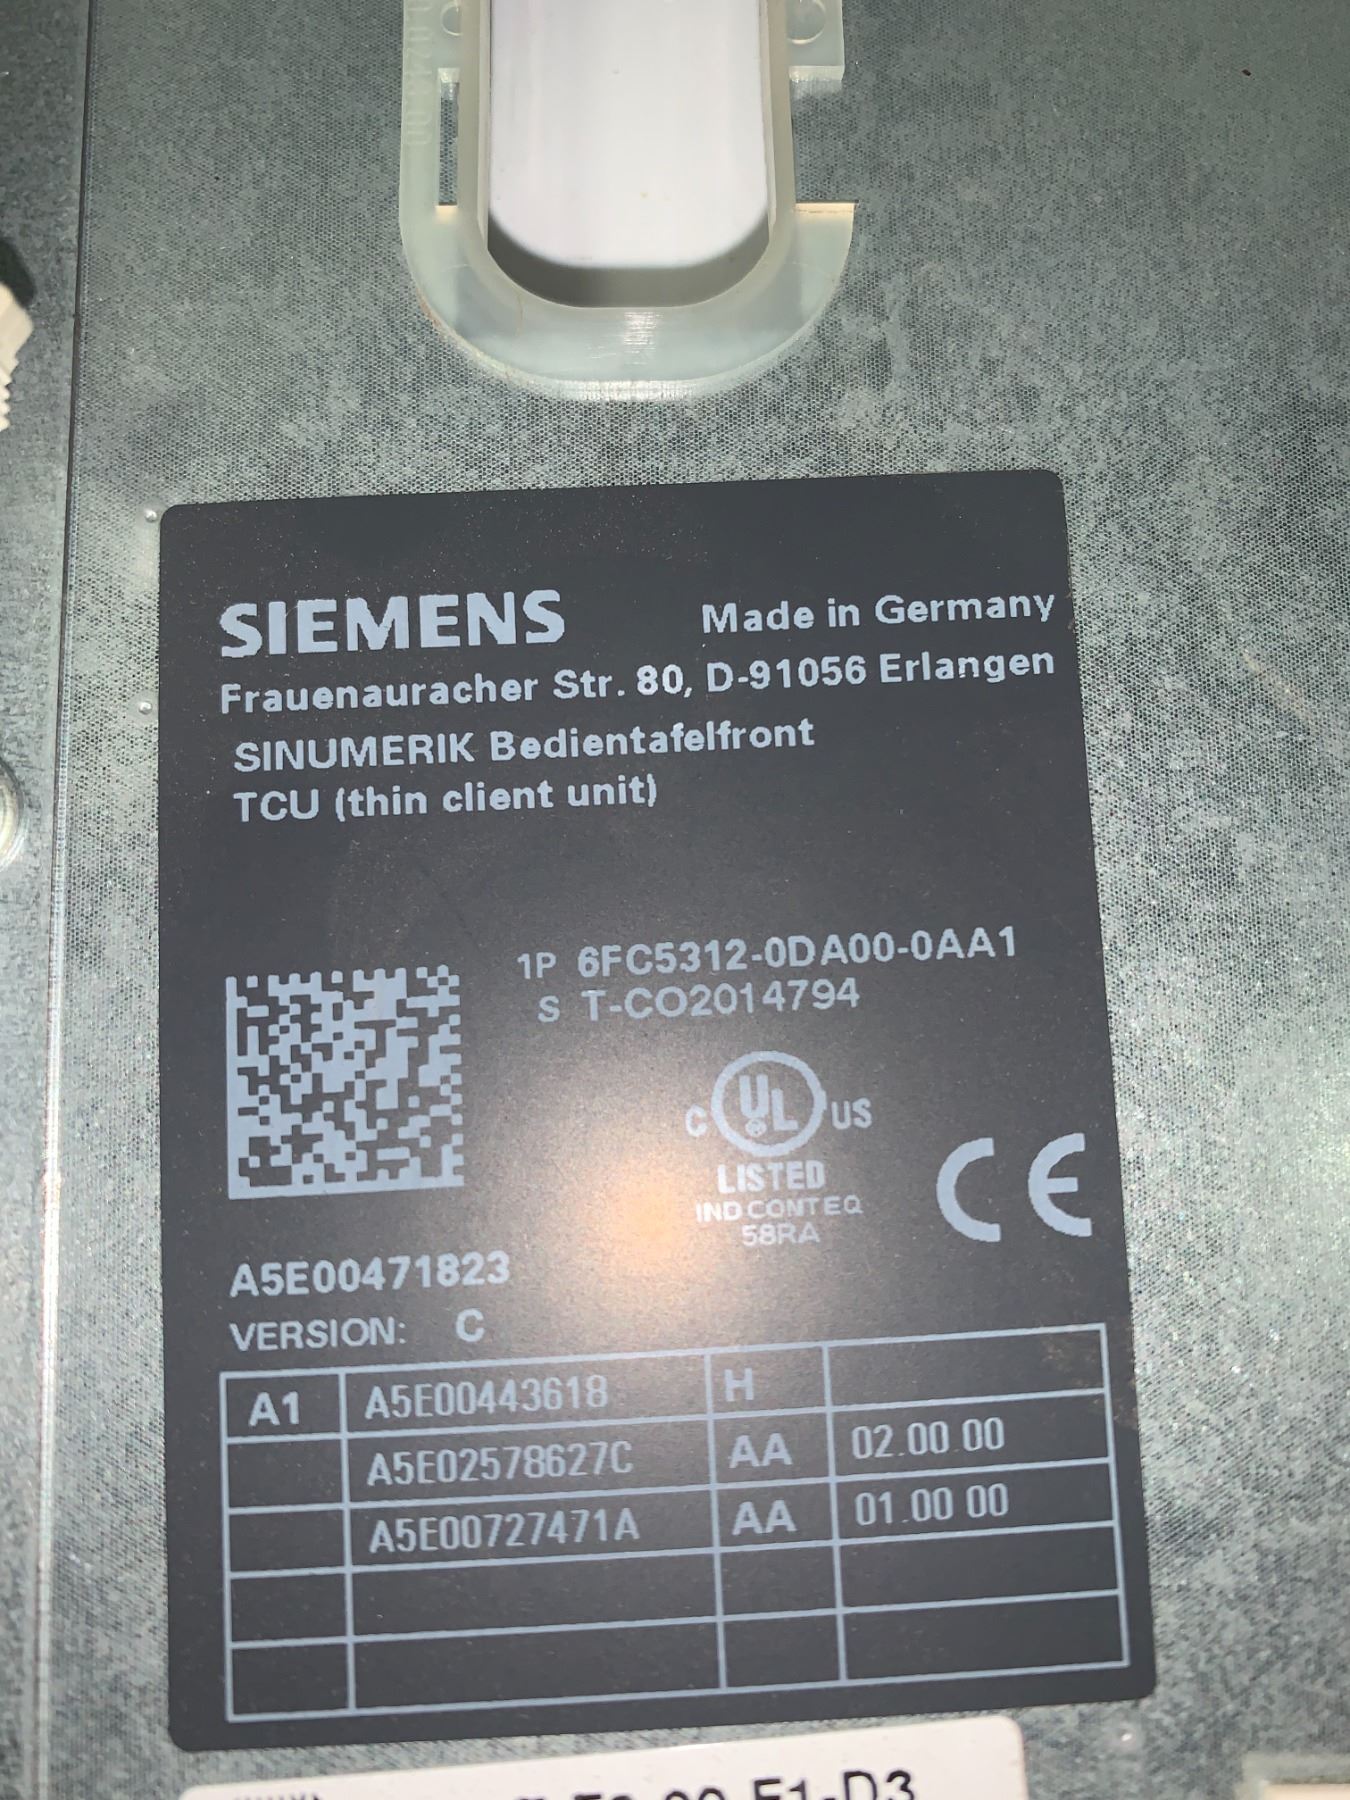 SIEMENS Made in Germany
Frauenauracher Str. 80, D-91056 Erlangen
SINUMERIK Bedientafelfront
TCU (thin client unit)
1P 6FC5312-0DA00-0AA1
S T-CO2014794
C UL ® US
LISTED
IND CONT EQ
58RA
CE
A5E00471823
VERSION: C
A1 A5E00443618 H
A5E02578627C AA 02.00.00
A5E00727471A AA 01.00.00